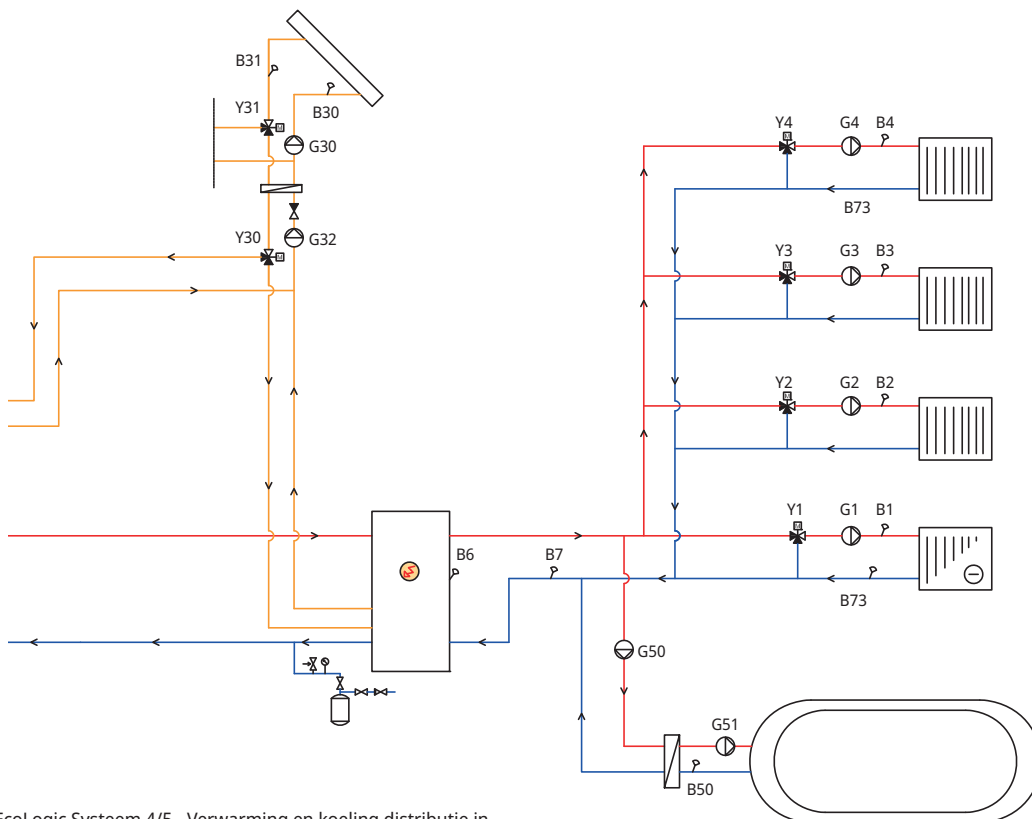 B31
B30
Y31
G30
Y30
G32
Y4 G4 B4
B73
Y3 G3 B3
Y2 G2 B2
Y1 G1 B1
B6
B7
B73
G50
G51
B50
EcoLogic Systeem 4/5 - Verwarming en koeling distributie in